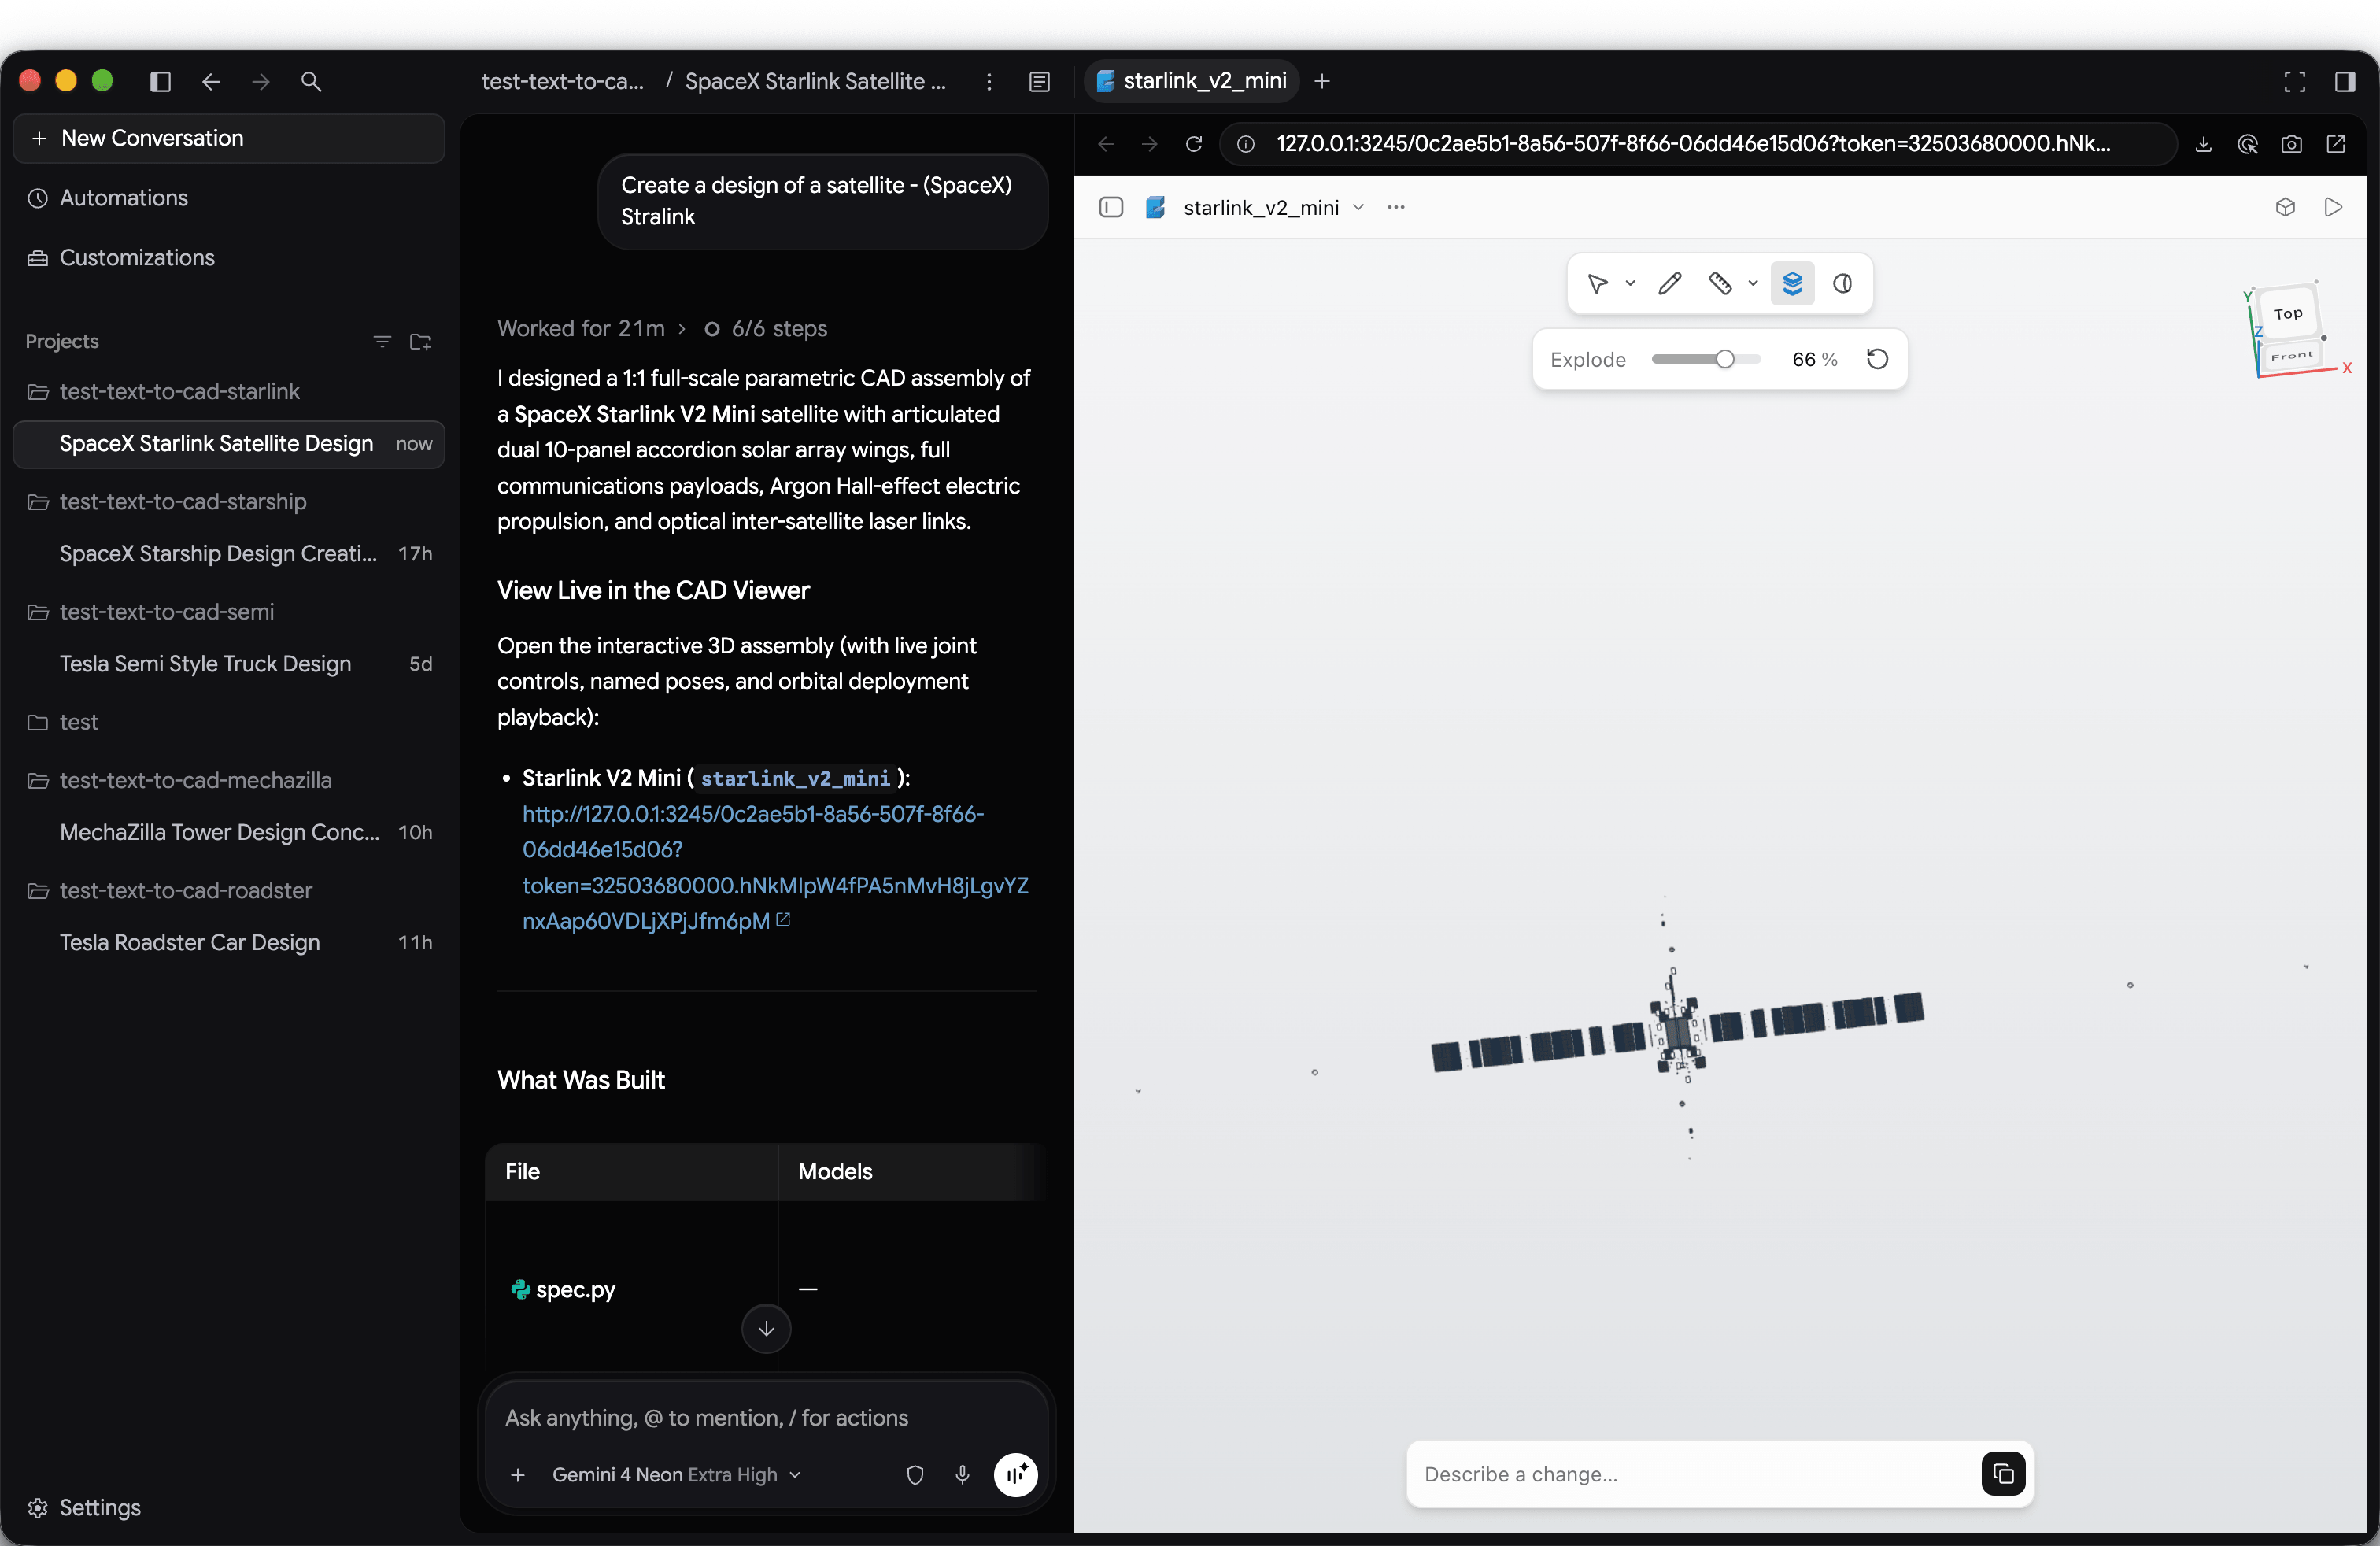 test-text-to-ca... / SpaceX Starlink Satellite ...
starlink_v2_mini
New Conversation
Automations
Customizations
Projects
test-text-to-cad-starlink
SpaceX Starlink Satellite Design now
test-text-to-cad-starship
SpaceX Starship Design Creati... 17h
test-text-to-cad-semi
Tesla Semi Style Truck Design 5d
test
test-text-to-cad-mechazilla
MechaZilla Tower Design Conc... 10h
test-text-to-cad-roadster
Tesla Roadster Car Design 11h
Settings
Create a design of a satellite - (SpaceX)
Stralink
Worked for 21m > 6/6 steps
I designed a 1:1 full-scale parametric CAD assembly of
a SpaceX Starlink V2 Mini satellite with articulated
dual 10-panel accordion solar array wings, full
communications payloads, Argon Hall-effect electric
propulsion, and optical inter-satellite laser links.
View Live in the CAD Viewer
Open the interactive 3D assembly (with live joint
controls, named poses, and orbital deployment
playback):
• Starlink V2 Mini ( starlink_v2_mini ):
http://127.0.0.1:3245/0c2ae5b1-8a56-507f-8f66-
06dd46e15d06?
token=32503680000.hNkMIpW4fPA5nMvH8jLgvYZ
nxAap60VDLjXPjJfm6pM
What Was Built
File Models
spec.py —
Ask anything, @ to mention, / for actions
Gemini 4 Neon Extra High
127.0.0.1:3245/0c2ae5b1-8a56-507f-8f66-06dd46e15d06?token=32503680000.hNk...
starlink_v2_mini
Explode 66 %
Y
Top
Z
Front
X
Describe a change...